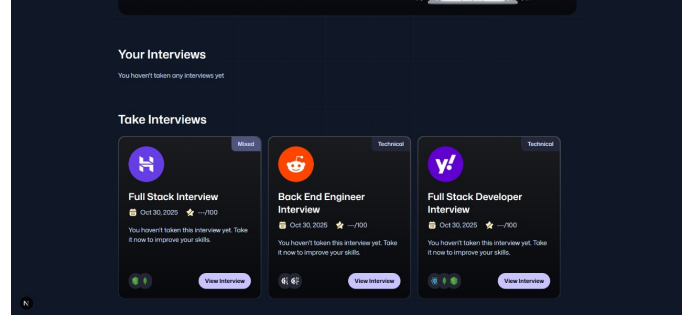 Your Interviews
You haven't taken any interviews yet
Take Interviews
Mixed
Full Stack Interview
Oct 30, 2025 ---/100
You haven't taken this interview yet. Take
it now to improve your skills.
View Interview
Technical
Back End Engineer
Interview
Oct 30, 2025 ---/100
You haven't taken this interview yet. Take
it now to improve your skills.
View Interview
Technical
y!
Full Stack Developer
Interview
Oct 30, 2025 ---/100
You haven't taken this interview yet. Take
it now to improve your skills.
View Interview
N